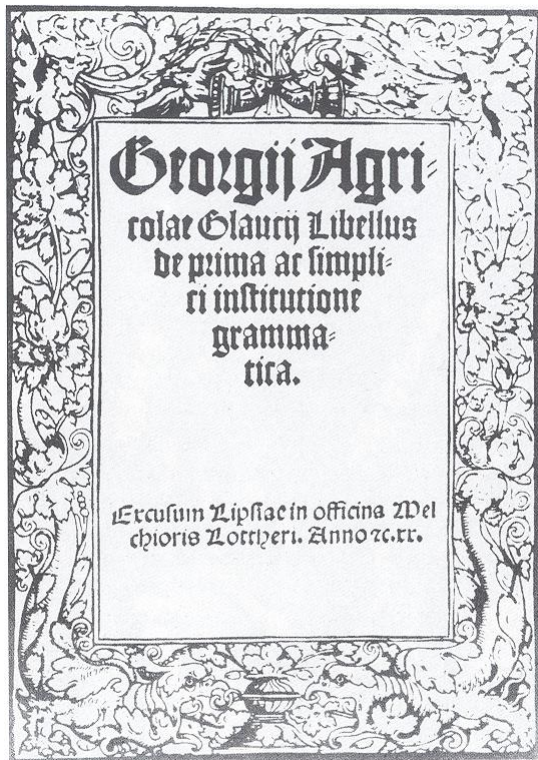 Georgij Agri-
colae Glaucij Libellus
de prima ac simpli-
ci institutione
gramma-
tica.
Excusum Lipsiae in officina Mel
chioris Lottheri. Anno ⁊c.xx.